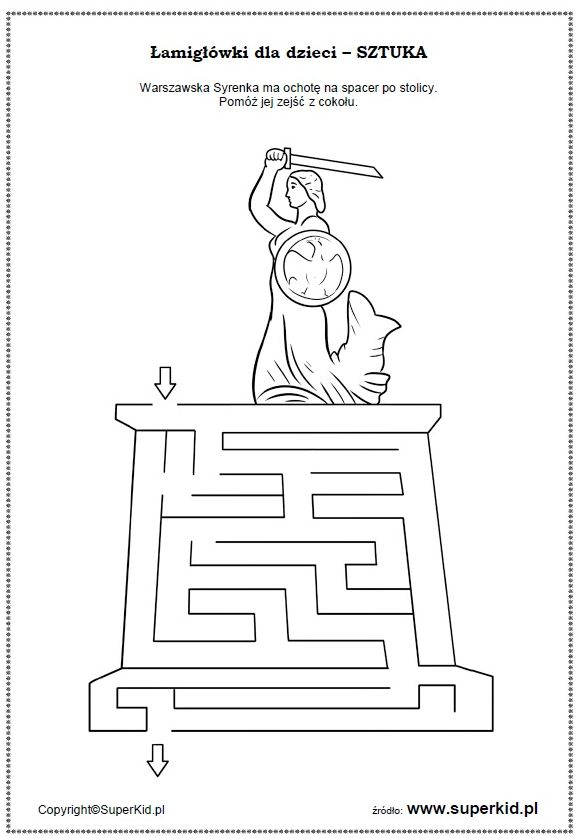 Łamigłówki dla dzieci – SZTUKA
Warszawska Syrenka ma ochotę na spacer po stolicy.
Pomóż jej zejść z cokołu.
Copyright©SuperKid.pl
źródło: www.superkid.pl